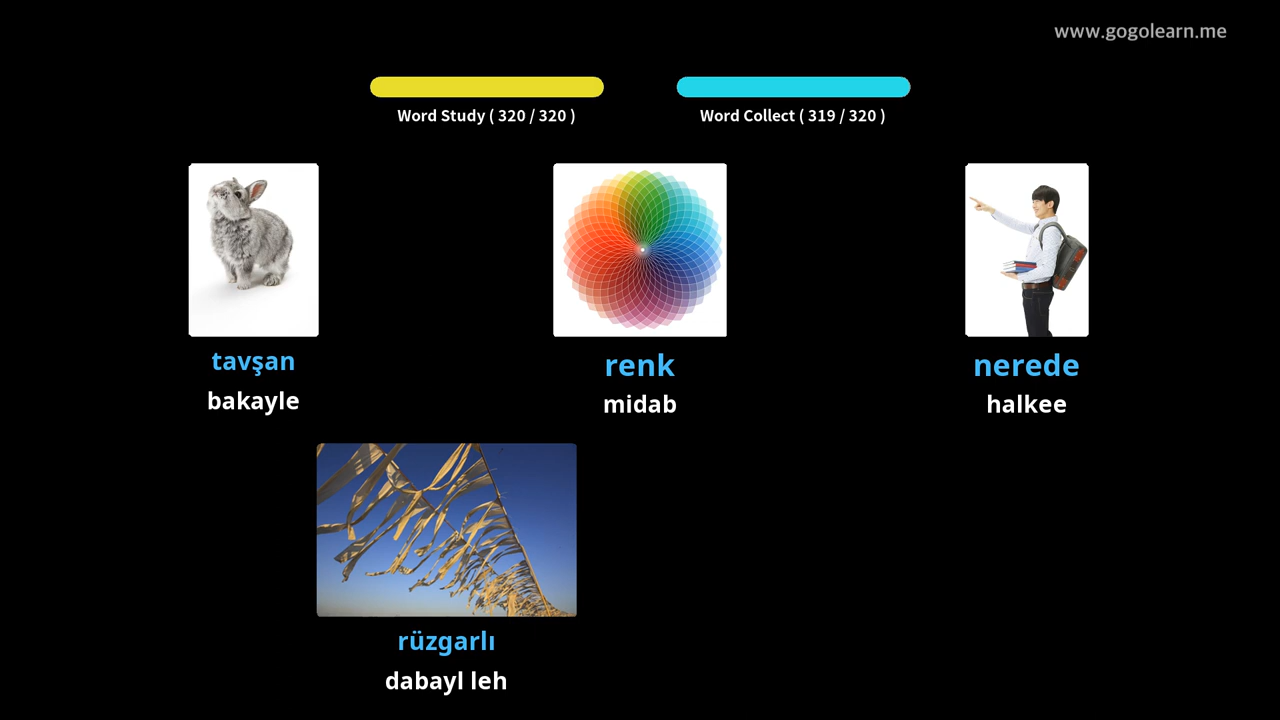 www.gogolearn.me
Word Study ( 320 / 320 )
Word Collect ( 319 / 320 )
tavşan
bakayle
renk
midab
nerede
halkee
rüzgarlı
dabayl leh